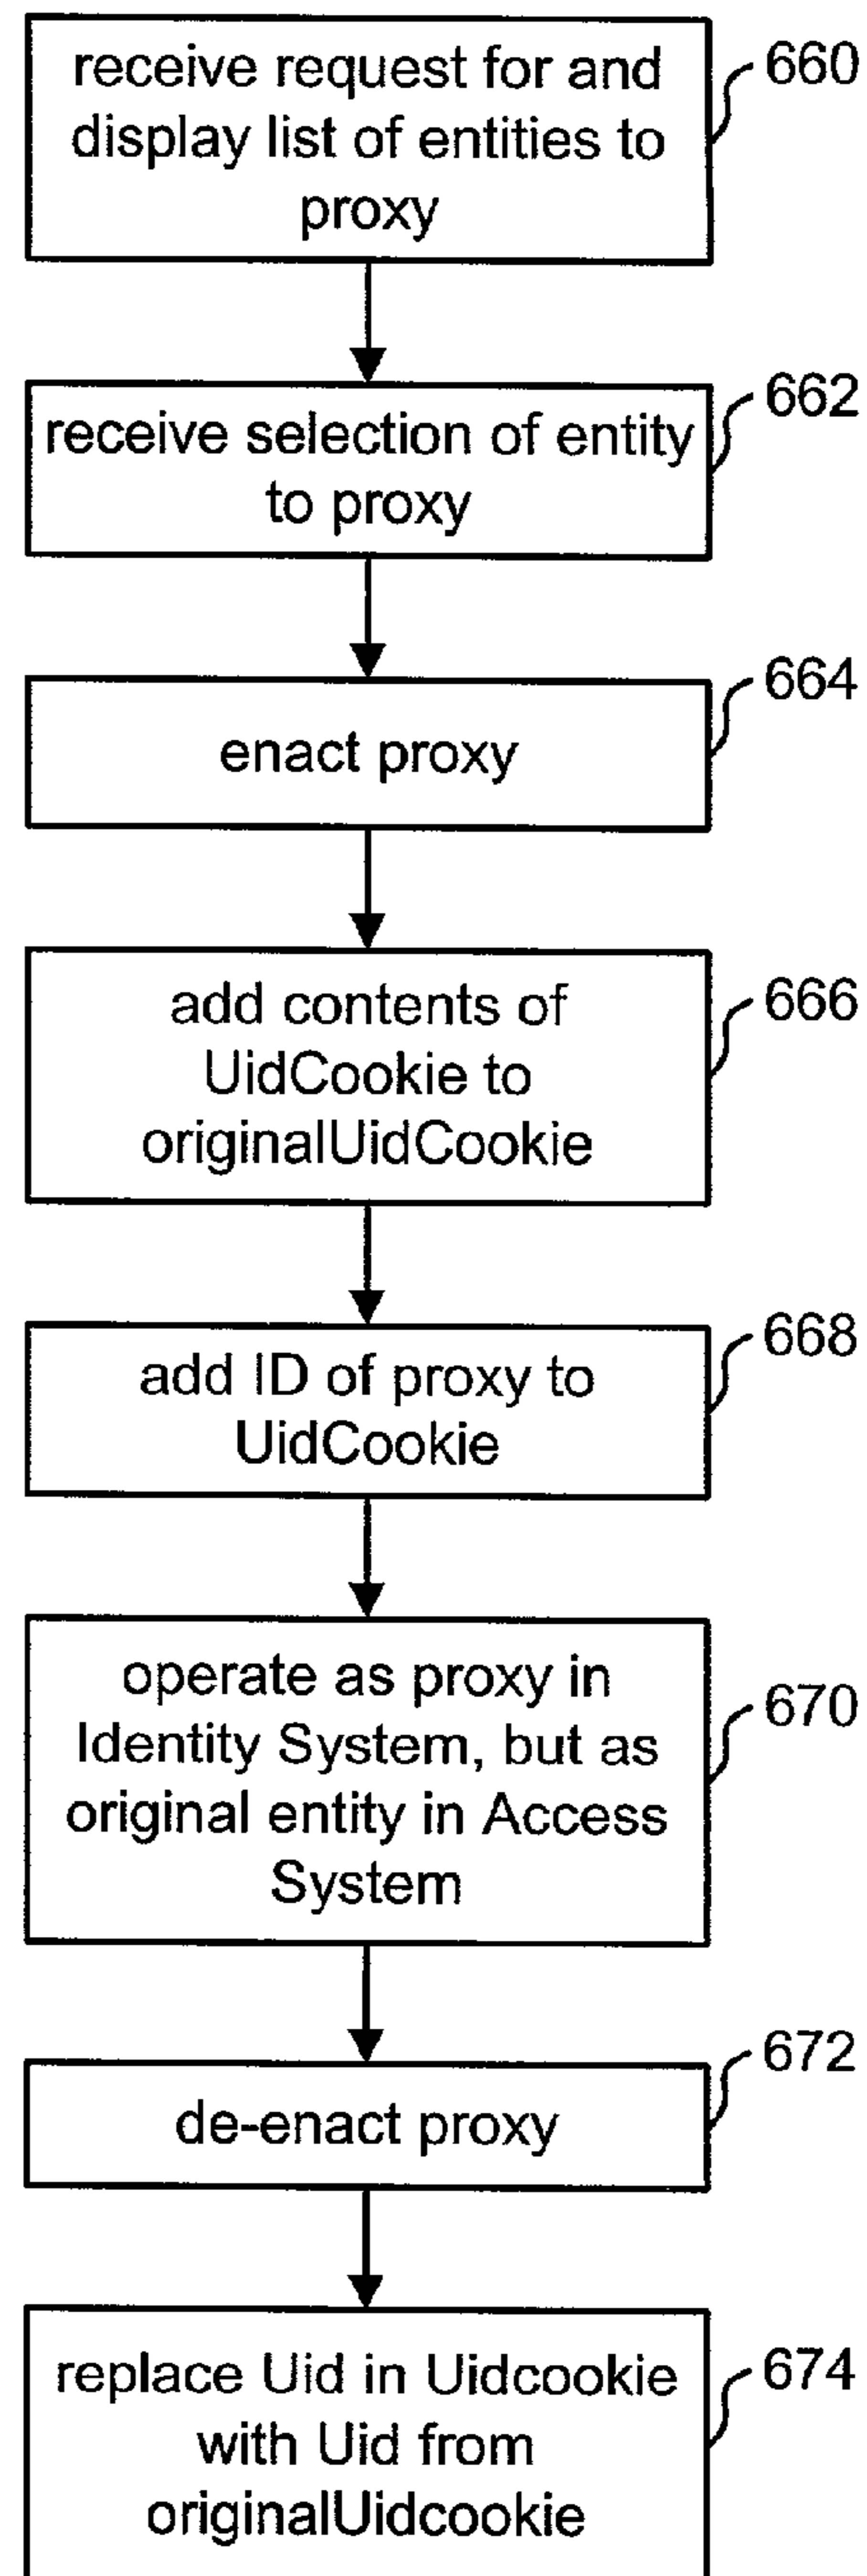 receive request for and
display list of entities to
proxy
660
receive selection of entity
to proxy
662
enact proxy
664
add contents of
UidCookie to
originalUidCookie
666
add ID of proxy to
UidCookie
668
operate as proxy in
Identity System, but as
original entity in Access
System
670
de-enact proxy
672
replace Uid in Uidcookie
with Uid from
originalUidcookie
674